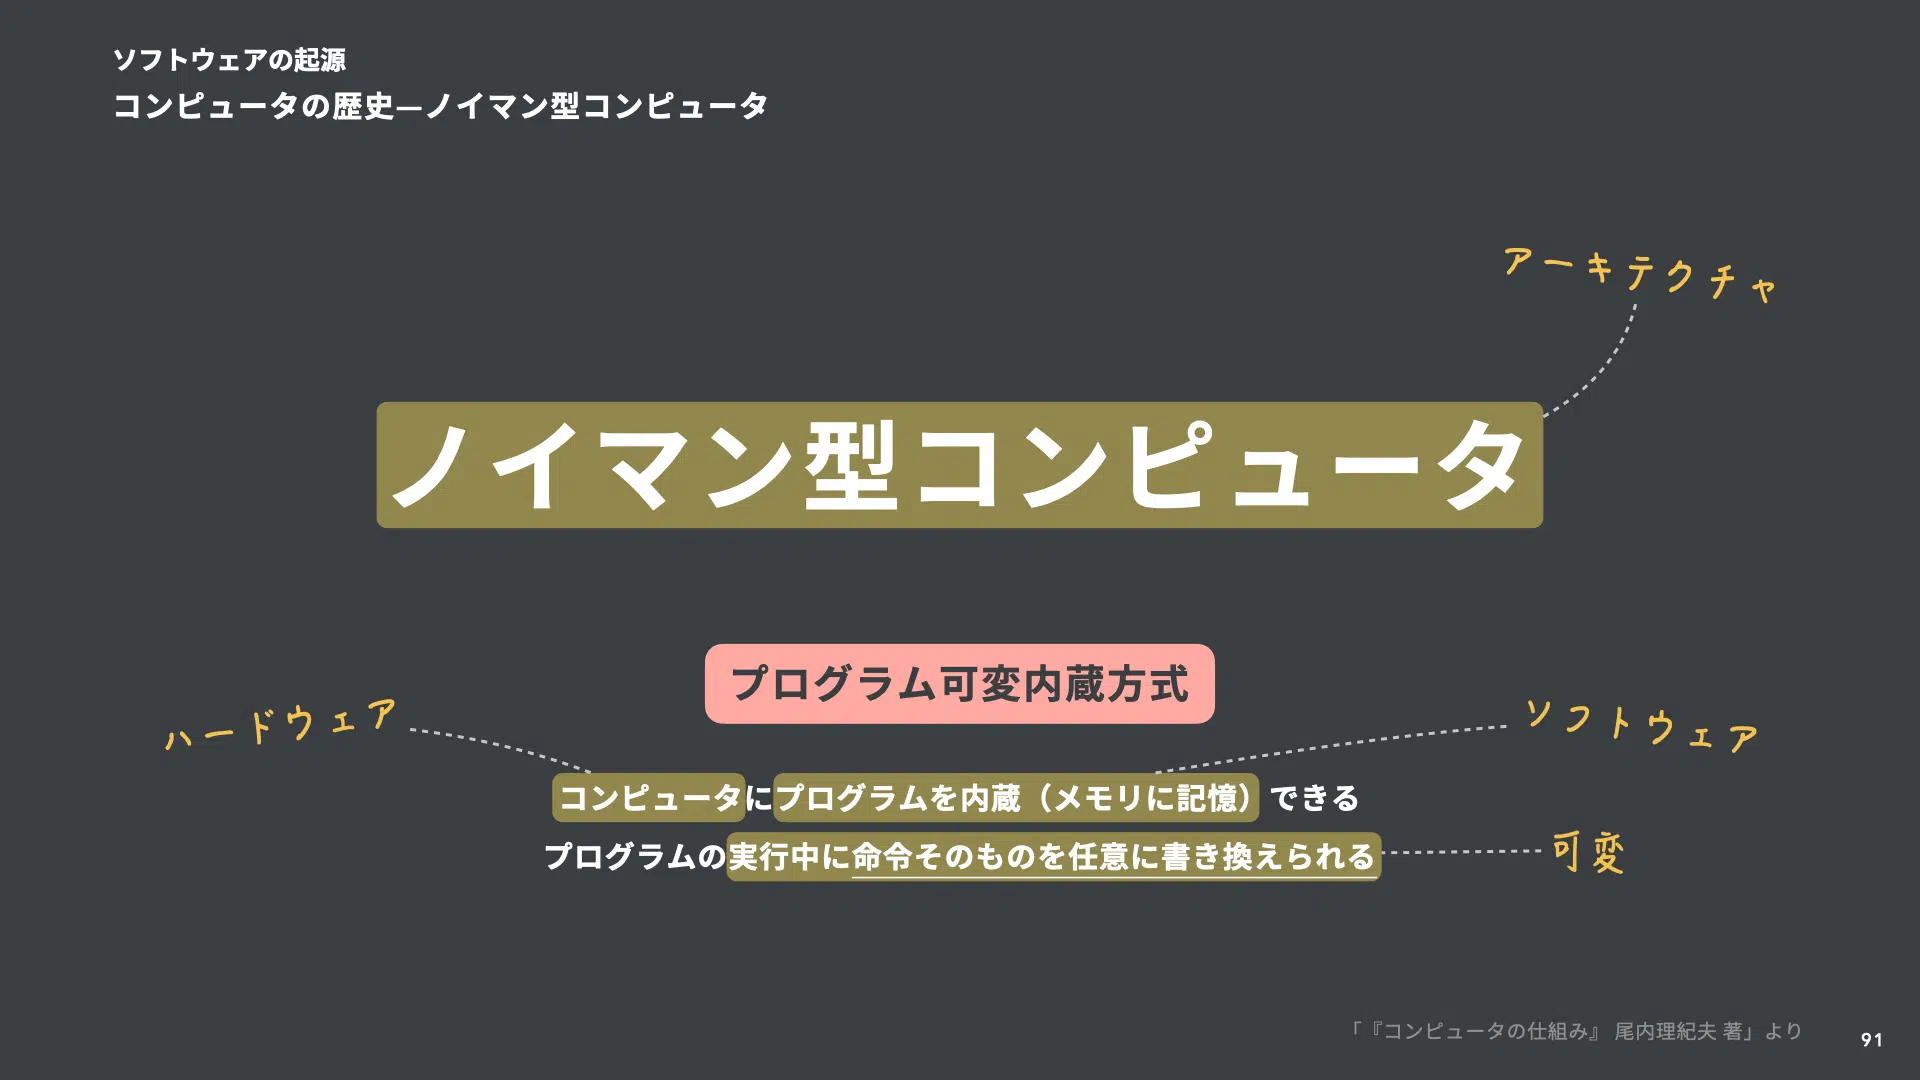 ソフトウェアの起源
コンピュータの歴史—ノイマン型コンピュータ
アーキテクチャ
ノイマン型コンピュータ
プログラム可変内蔵方式
ハードウェア
ソフトウェア
コンピュータにプログラムを内蔵（メモリに記憶）できる
プログラムの実行中に命令そのものを任意に書き換えられる
可変
「『コンピュータの仕組み』 尾内理紀夫 著」より
91